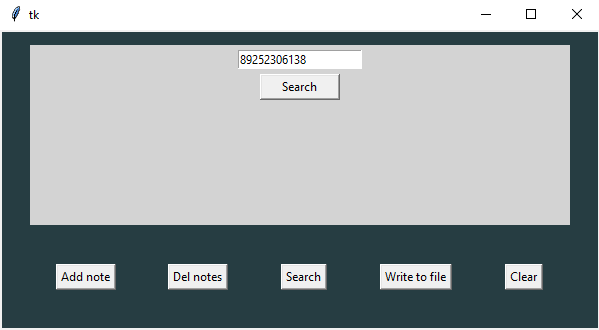 tk
89252306138
Search
Add note Del notes Search Write to file Clear